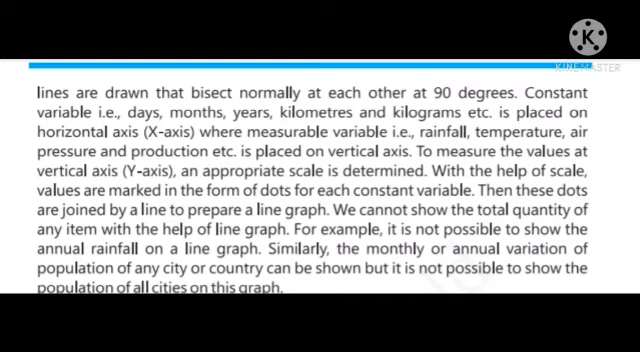 K
KINEMASTER
lines are drawn that bisect normally at each other at 90 degrees. Constant
variable i.e., days, months, years, kilometres and kilograms etc. is placed on
horizontal axis (X-axis) where measurable variable i.e., rainfall, temperature, air
pressure and production etc. is placed on vertical axis. To measure the values at
vertical axis (Y-axis), an appropriate scale is determined. With the help of scale,
values are marked in the form of dots for each constant variable. Then these dots
are joined by a line to prepare a line graph. We cannot show the total quantity of
any item with the help of line graph. For example, it is not possible to show the
annual rainfall on a line graph. Similarly, the monthly or annual variation of
population of any city or country can be shown but it is not possible to show the
population of all cities on this graph.